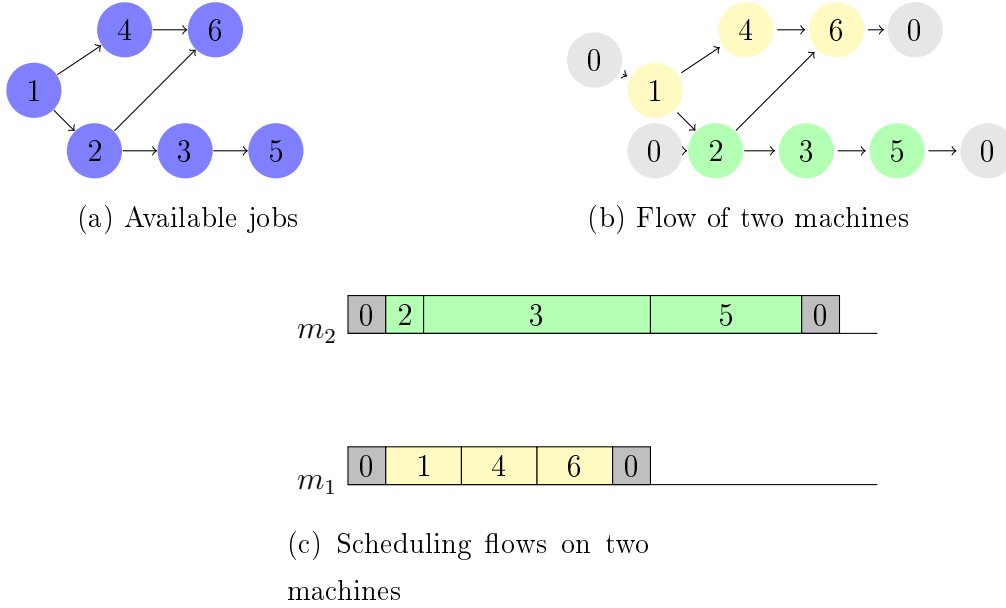 4 6
1
2 3 5
(a) Available jobs
4 6 0
0
1
0 2 3 5 0
(b) Flow of two machines
m₂ 0 2 3 5 0
m₁ 0 1 4 6 0
(c) Scheduling flows on two
machines